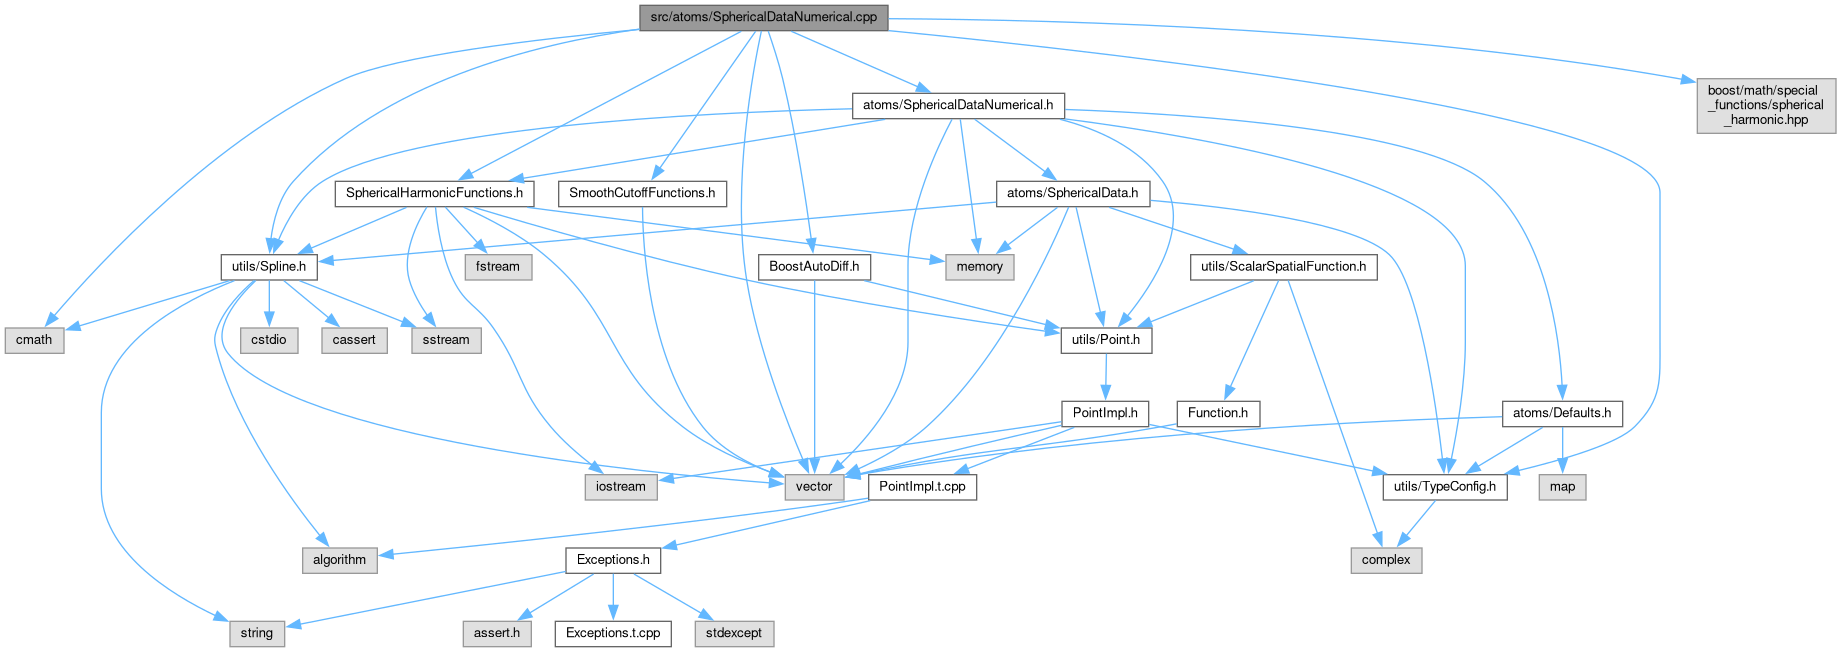 src/atoms/SphericalDataNumerical.cpp
boost/math/special
_functions/spherical
_harmonic.hpp
atoms/SphericalDataNumerical.h
SphericalHarmonicFunctions.h
SmoothCutoffFunctions.h
atoms/SphericalData.h
utils/Spline.h
fstream
BoostAutoDiff.h
memory
utils/ScalarSpatialFunction.h
cmath
cstdio
cassert
sstream
utils/Point.h
PointImpl.h
Function.h
atoms/Defaults.h
iostream
vector
PointImpl.t.cpp
utils/TypeConfig.h
map
algorithm
Exceptions.h
complex
string
assert.h
Exceptions.t.cpp
stdexcept